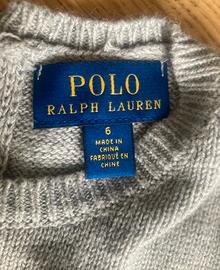 POLO
RALPH LAUREN
6
MADE IN
CHINA
FABRIQUÉ EN
CHINE